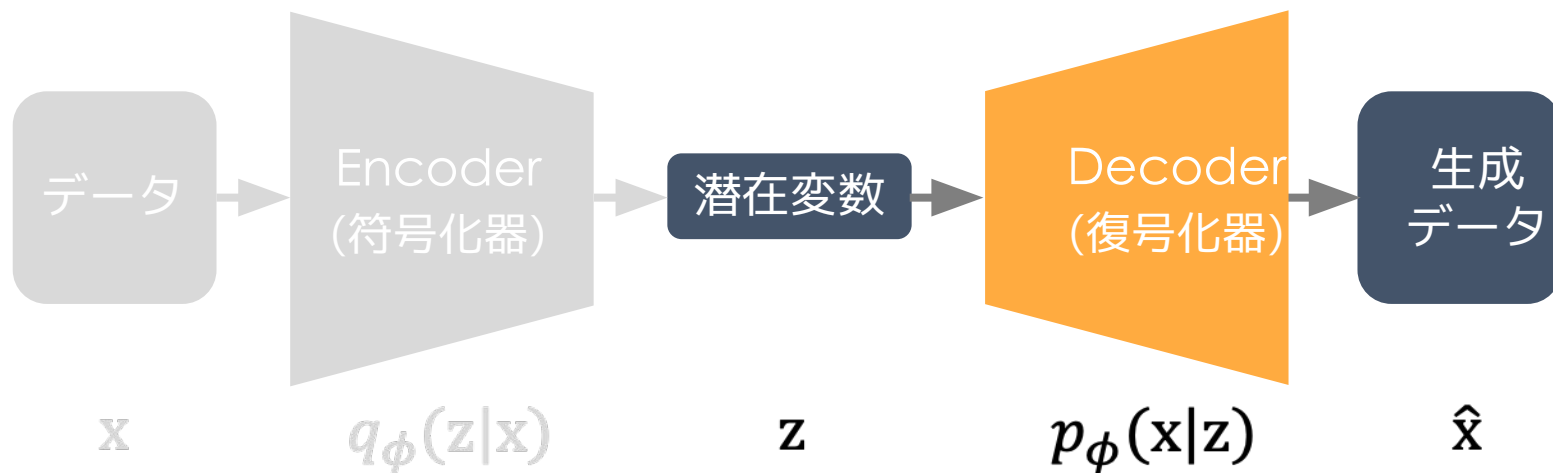 データ
Encoder
(符号化器)
潜在変数
Decoder
(復号化器)
生成
データ
x
qϕ(z|x)
z
pϕ(x|z)
x̂